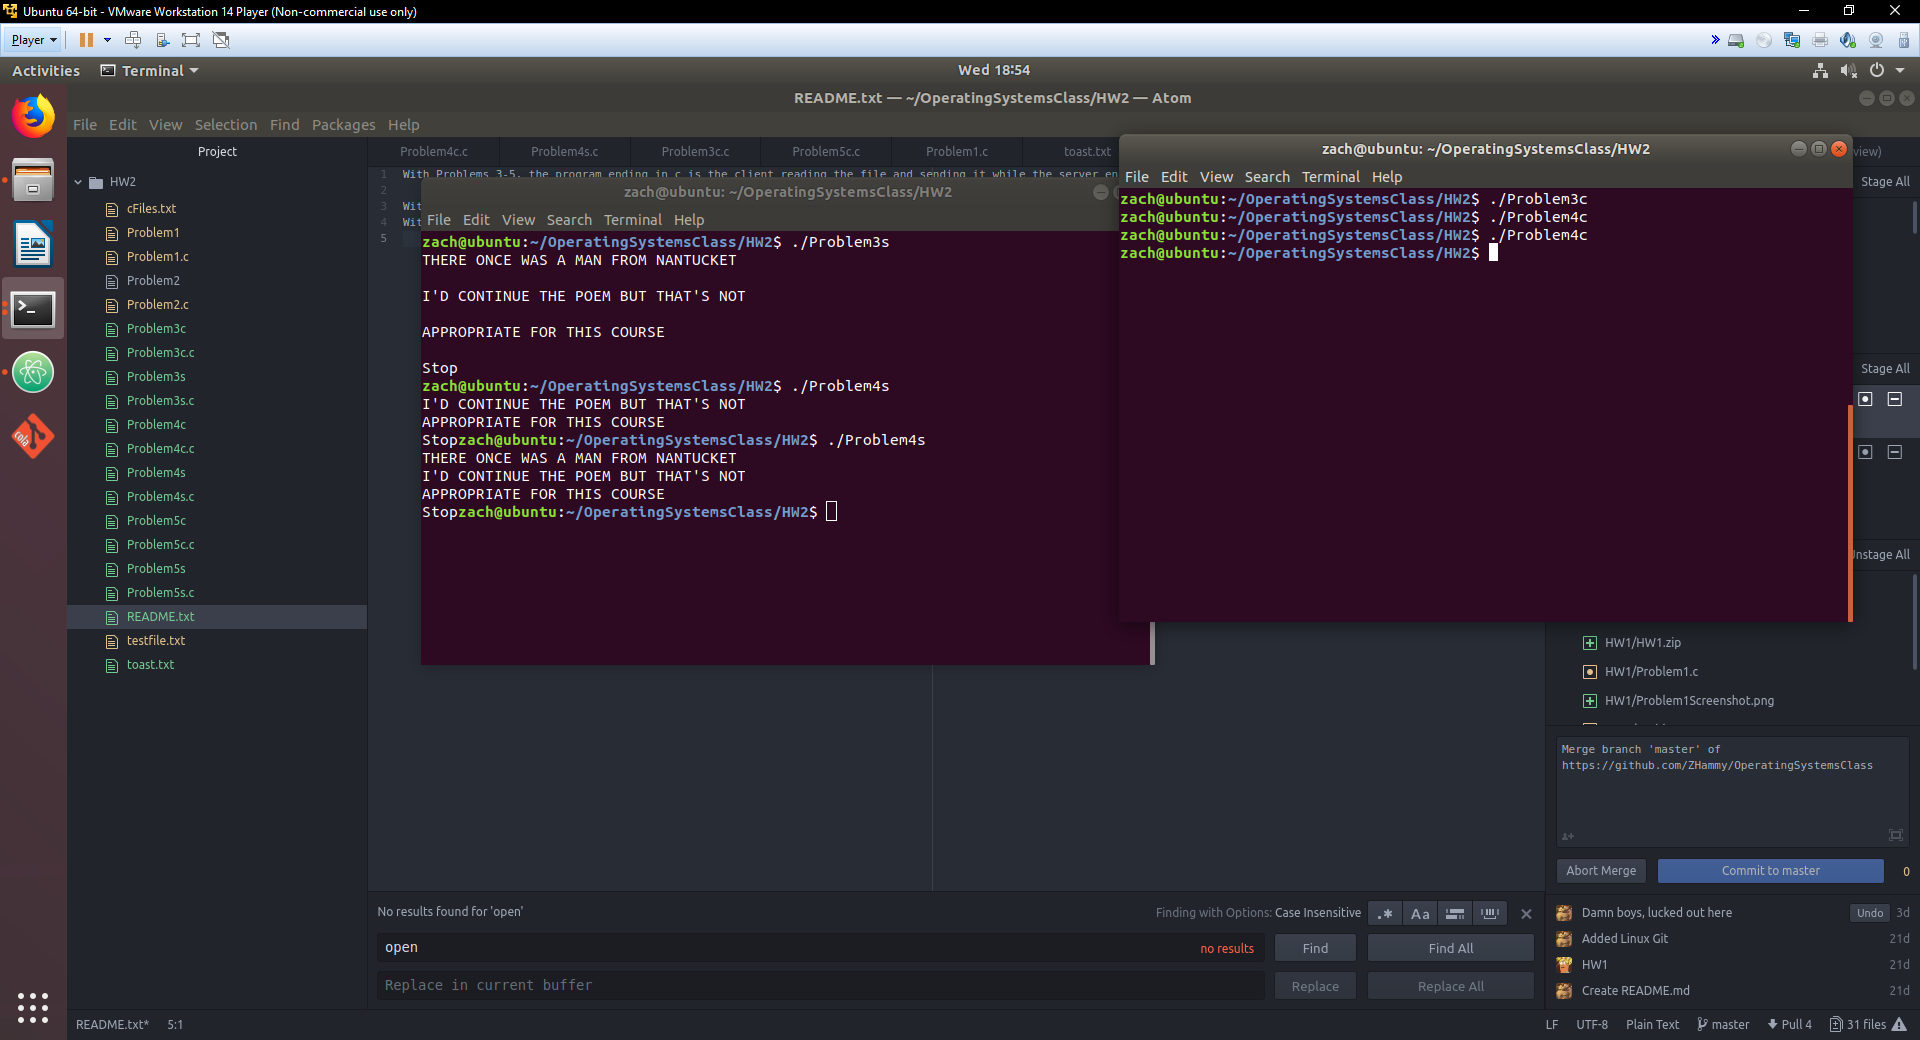 Ubuntu 64-bit - VMware Workstation 14 Player (Non-commercial use only)
Player
Activities
Terminal
Wed 18:54
README.txt — ~/OperatingSystemsClass/HW2 — Atom
File Edit View Selection Find Packages Help
Project
Problem4c.c
Problem4s.c
Problem3c.c
Problem5c.c
Problem1.c
toast.txt
view)
HW2
cFiles.txt
Problem1
Problem1.c
Problem2
Problem2.c
Problem3c
Problem3c.c
Problem3s
Problem3s.c
Problem4c
Problem4c.c
Problem4s
Problem4s.c
Problem5c
Problem5c.c
Problem5s
Problem5s.c
README.txt
testfile.txt
toast.txt
1 With Problems 3-5, the program ending in c is the client reading the file and sending it while the server en
2
3 Wit
4 Wit
5
zach@ubuntu: ~/OperatingSystemsClass/HW2
File Edit View Search Terminal Help
zach@ubuntu:~/OperatingSystemsClass/HW2$ ./Problem3s
THERE ONCE WAS A MAN FROM NANTUCKET
I'D CONTINUE THE POEM BUT THAT'S NOT
APPROPRIATE FOR THIS COURSE
Stop
zach@ubuntu:~/OperatingSystemsClass/HW2$ ./Problem4s
I'D CONTINUE THE POEM BUT THAT'S NOT
APPROPRIATE FOR THIS COURSE
Stopzach@ubuntu:~/OperatingSystemsClass/HW2$ ./Problem4s
THERE ONCE WAS A MAN FROM NANTUCKET
I'D CONTINUE THE POEM BUT THAT'S NOT
APPROPRIATE FOR THIS COURSE
Stopzach@ubuntu:~/OperatingSystemsClass/HW2$
zach@ubuntu: ~/OperatingSystemsClass/HW2
File Edit View Search Terminal Help
zach@ubuntu:~/OperatingSystemsClass/HW2$ ./Problem3c
zach@ubuntu:~/OperatingSystemsClass/HW2$ ./Problem4c
zach@ubuntu:~/OperatingSystemsClass/HW2$ ./Problem4c
zach@ubuntu:~/OperatingSystemsClass/HW2$
Stage All
Stage All
Unstage All
HW1/HW1.zip
HW1/Problem1.c
HW1/Problem1Screenshot.png
Merge branch 'master' of
https://github.com/ZHammy/OperatingSystemsClass
Abort Merge
Commit to master
0
Damn boys, lucked out here
Undo
3d
Added Linux Git
21d
HW1
21d
Create README.md
21d
No results found for 'open'
Finding with Options: Case Insensitive
.*
Aa
open
no results
Find
Find All
Replace in current buffer
Replace
Replace All
cola
README.txt* 5:1
LF UTF-8 Plain Text master Pull 4 31 files